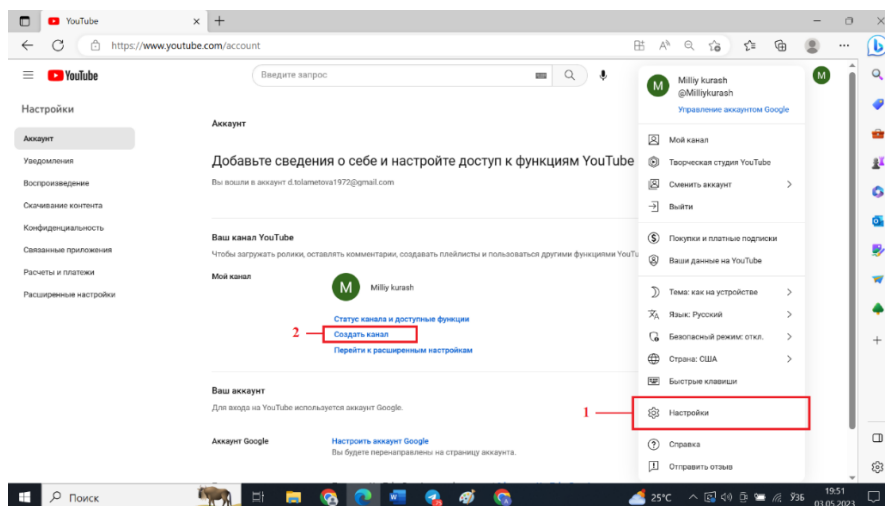 YouTube
https://www.youtube.com/account
YouTube
Введите запрос
M
Настройки
Аккаунт
Уведомления
Воспроизведение
Скачивание контента
Конфиденциальность
Связанные приложения
Расчеты и платежи
Расширенные настройки
Аккаунт
Добавьте сведения о себе и настройте доступ к функциям YouTube
Вы вошли в аккаунт d.tolametova1972@gmail.com
Ваш канал YouTube
Чтобы загружать ролики, оставлять комментарии, создавать плейлисты и пользоваться другими функциями YouTu
Мой канал
M
Milliy kurash
Статус канала и доступные функции
2
Создать канал
Перейти к расширенным настройкам
Ваш аккаунт
Для входа на YouTube используется аккаунт Google.
Аккаунт Google
Настроить аккаунт Google
Вы будете перенаправлены на страницу аккаунта.
M
Milliy kurash
@Milliykurash
Управление аккаунтом Google
Мой канал
Творческая студия YouTube
Сменить аккаунт
Выйти
Покупки и платные подписки
Ваши данные на YouTube
Тема: как на устройстве
Язык: Русский
Безопасный режим: откл.
Страна: США
Быстрые клавиши
1
Настройки
Справка
Отправить отзыв
Поиск
25°C
ЎЗБ
19:51
03.05.2023